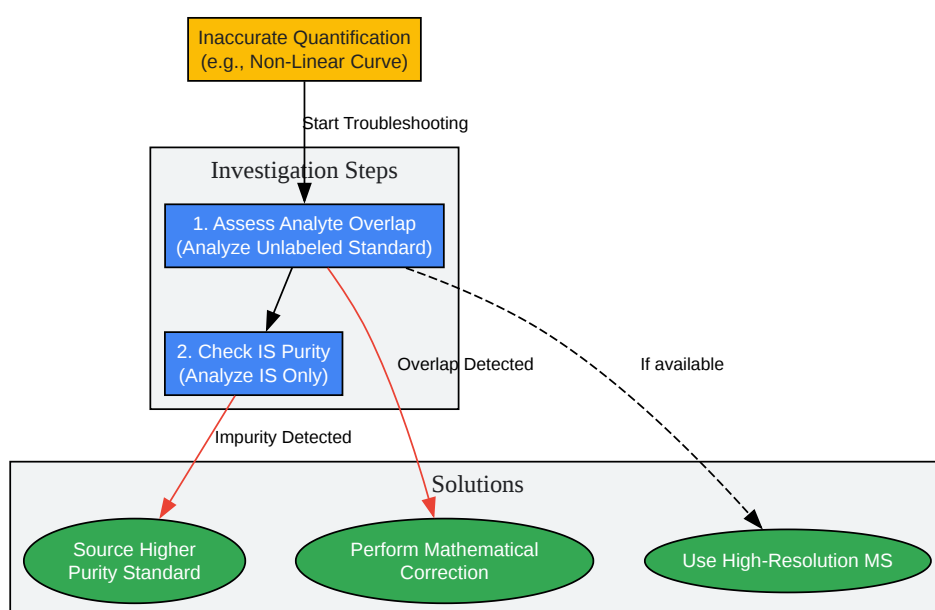 Inaccurate Quantification
(e.g., Non-Linear Curve)
Start Troubleshooting
Investigation Steps
1. Assess Analyte Overlap
(Analyze Unlabeled Standard)
2. Check IS Purity
(Analyze IS Only)
Overlap Detected
If available
Impurity Detected
Solutions
Source Higher
Purity Standard
Perform Mathematical
Correction
Use High-Resolution MS